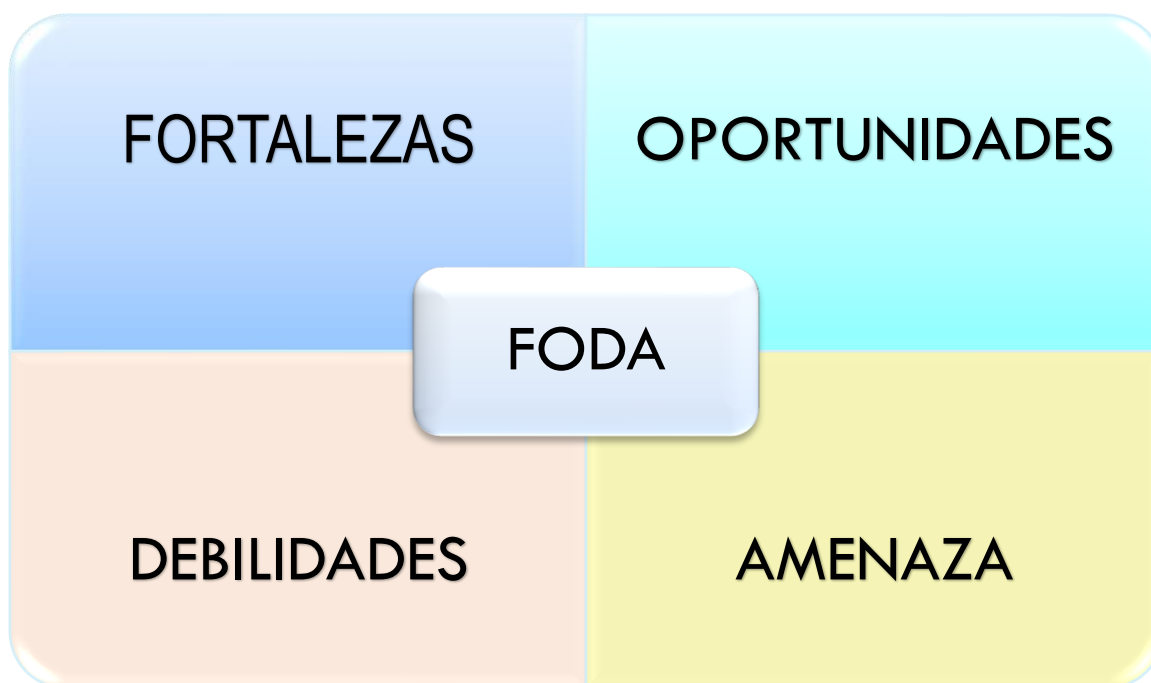 FORTALEZAS
OPORTUNIDADES
FODA
DEBILIDADES
AMENAZA